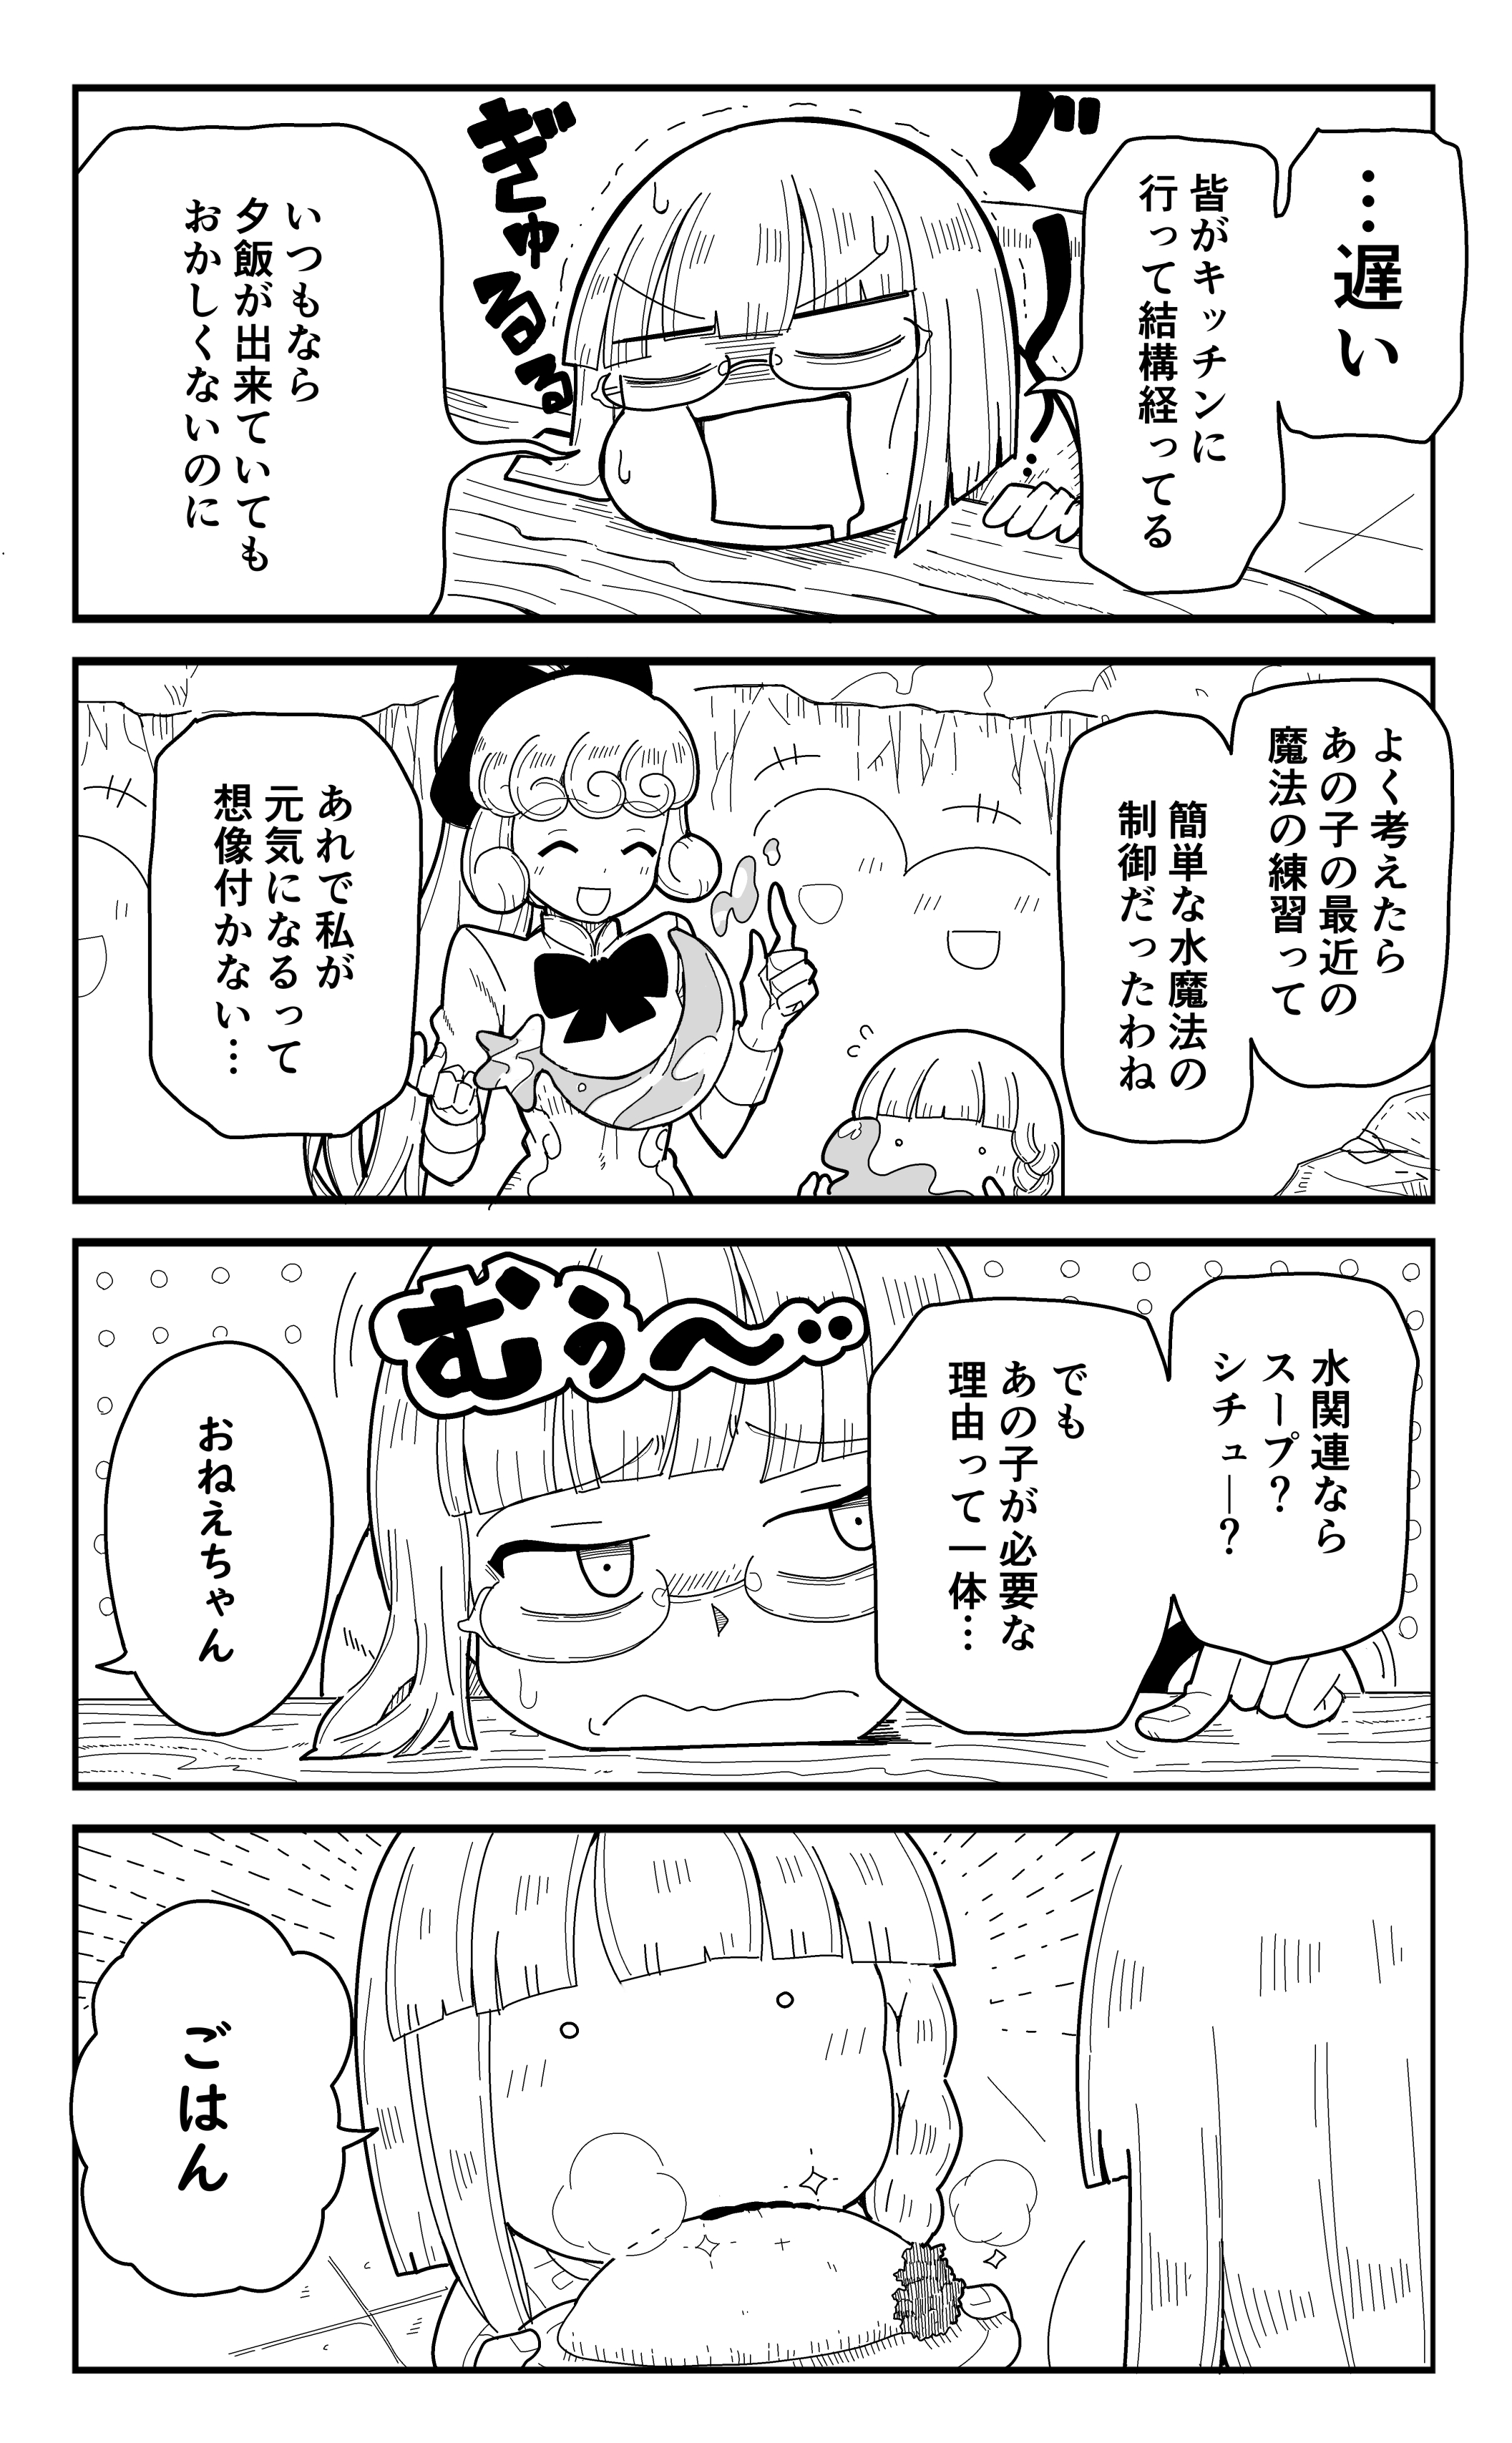 …遅い
皆がキッチンに
行って結構経ってる
ぐぅ〜…
ぎゅるるる
いつもなら
夕飯が出来ていても
おかしくないのに
よく考えたら
あの子の最近の
魔法の練習って
簡単な水魔法の
制御だったわね
あれで私が
元気になるって
想像付かない…
水関連なら
スープ?
シチュー?
でも
あの子が必要な
理由って一体…
むぅ〜…
おねえちゃん
ごはん